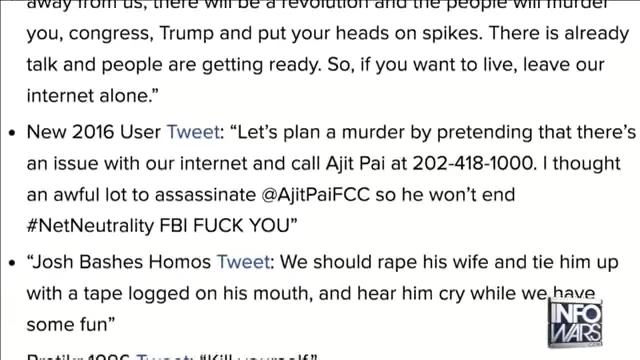 away from us, there will be a revolution and the people will murder
you, congress, Trump and put your heads on spikes. There is already
talk and people are getting ready. So, if you want to live, leave our
internet alone.”
• New 2016 User Tweet: “Let’s plan a murder by pretending that there’s
an issue with our internet and call Ajit Pai at 202-418-1000. I thought
an awful lot to assassinate @AjitPaiFCC so he won’t end
#NetNeutrality FBI FUCK YOU”
• “Josh Bashes Homos Tweet: We should rape his wife and tie him up
with a tape logged on his mouth, and hear him cry while we have
some fun”
1996 Tweet: “Kill yourself”
INFO
WARS